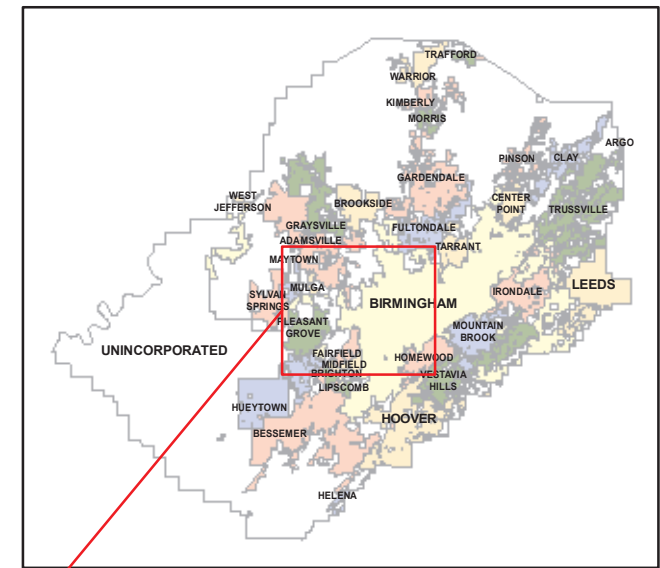 TRAFFORD
WARRIOR
KIMBERLY
MORRIS
ARGO
PINSON
CLAY
GARDENDALE
WEST
JEFFERSON
BROOKSIDE
CENTER
POINT
TRUSSVILLE
GRAYSVILLE
FULTONDALE
ADAMSVILLE
TARRANT
MAYTOWN
MULGA
SYLVAN
SPRINGS
BIRMINGHAM
IRONDALE
LEEDS
PLEASANT
GROVE
MOUNTAIN
BROOK
UNINCORPORATED
FAIRFIELD
MIDFIELD
HOMEWOOD
BRIGHTON
VESTAVIA
HILLS
LIPSCOMB
HUEYTOWN
HOOVER
BESSEMER
HELENA